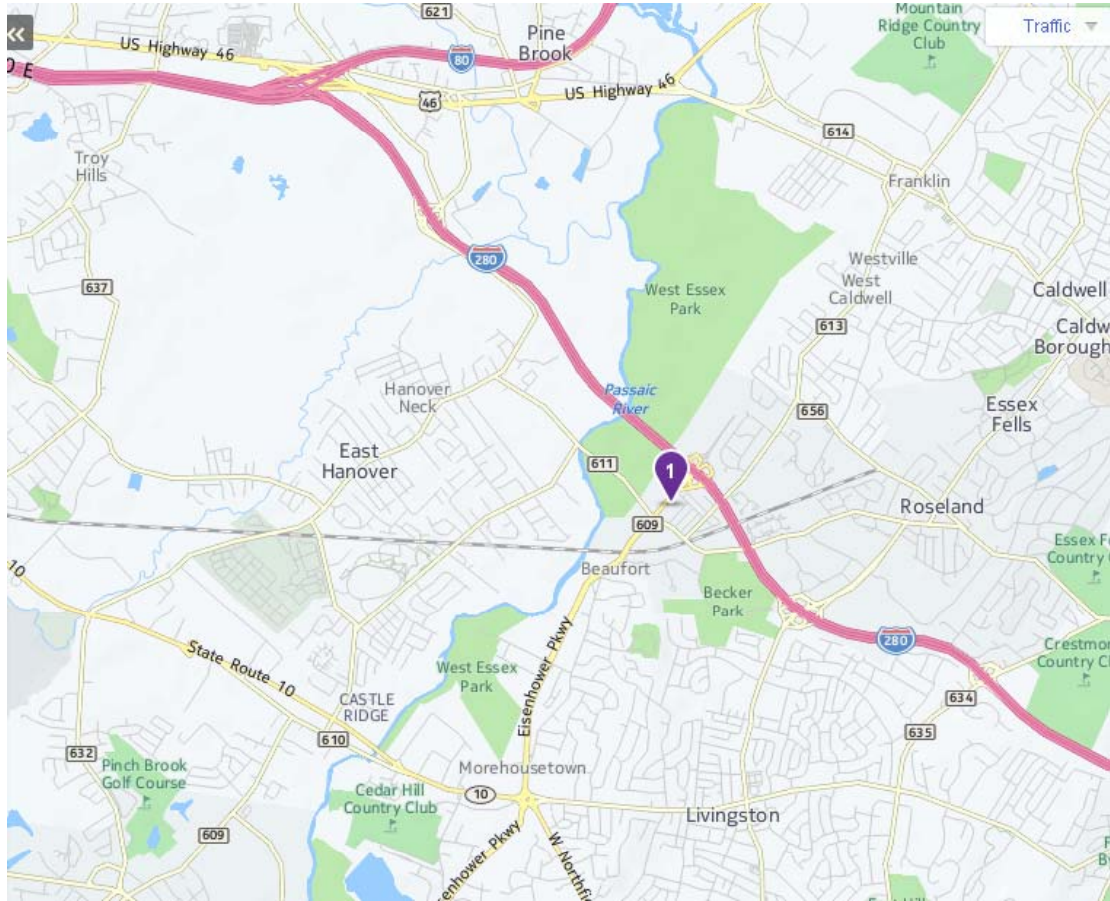 «
621
Mountain
Ridge Country
Club
Traffic
US Highway 46
Pine
Brook
80
O E
46
US Highway 46
614
Troy
Hills
Franklin
280
Westville
West
Caldwell
637
West Essex
Park
Caldwell
613
Caldw
Borough
Hanover
Neck
Passaic
River
656
Essex
Fells
East
Hanover
611
1
Roseland
609
Essex Fe
Country C
10
Beaufort
Becker
Park
Eisenhower Pkwy
280
Crestmo
Country Cl
State Route 10
West Essex
Park
CASTLE
RIDGE
634
635
610
632
Pinch Brook
Golf Course
Morehousetown
Cedar Hill
Country Club
10
Livingston
609
senhower Pkwy
W Northfie
F
By